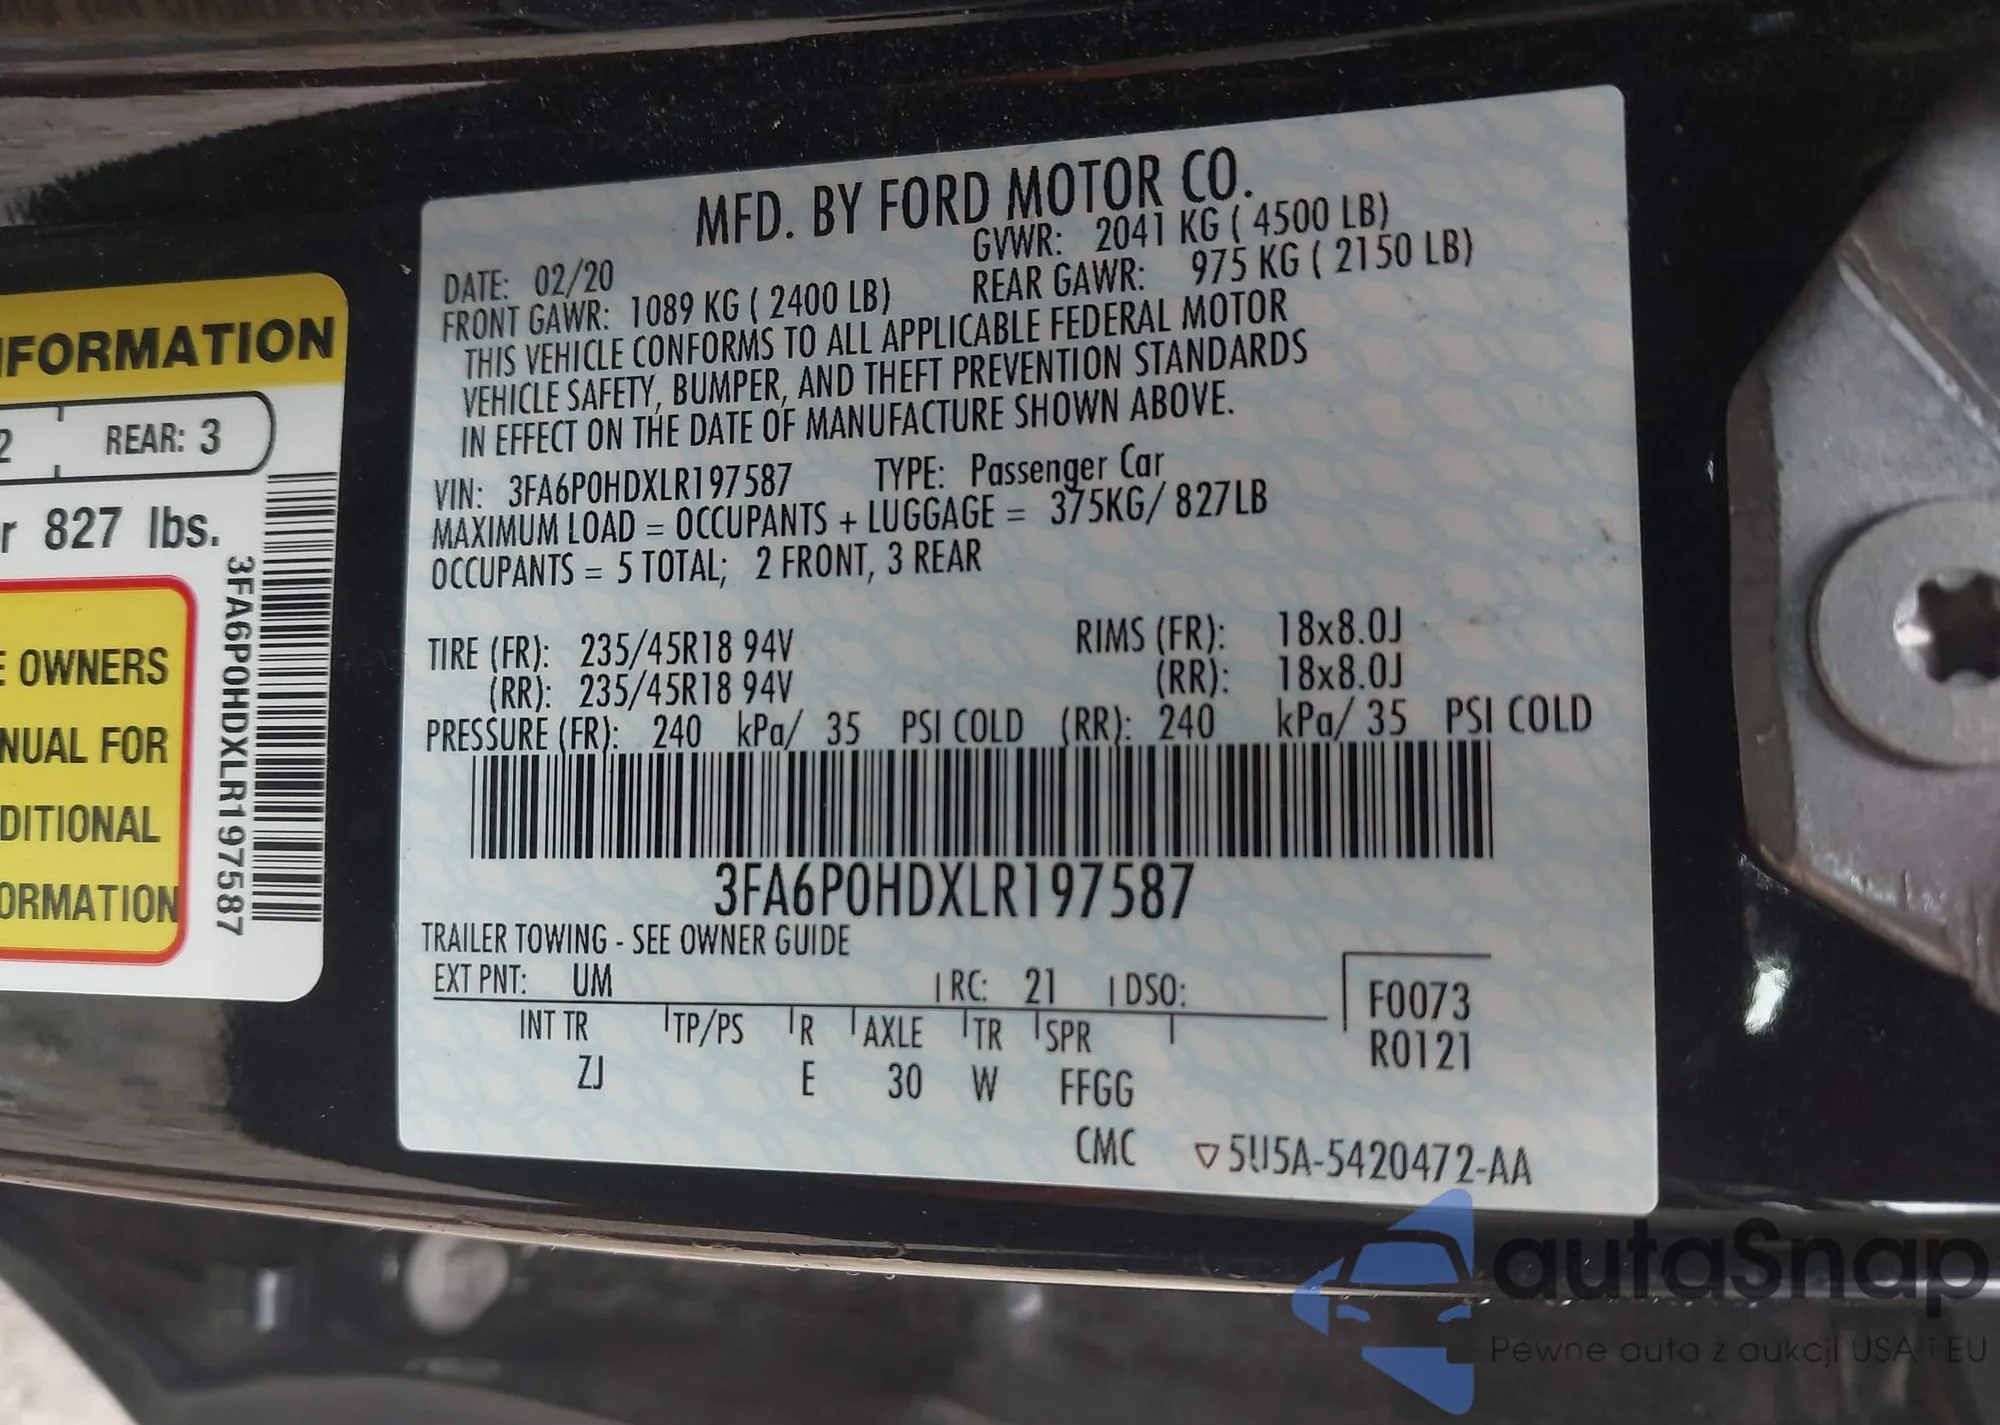 MFD. BY FORD MOTOR CO.
DATE: 02/20 GVWR: 2041 KG ( 4500 LB)
FRONT GAWR: 1089 KG ( 2400 LB) REAR GAWR: 975 KG ( 2150 LB)
THIS VEHICLE CONFORMS TO ALL APPLICABLE FEDERAL MOTOR
VEHICLE SAFETY, BUMPER, AND THEFT PREVENTION STANDARDS
IN EFFECT ON THE DATE OF MANUFACTURE SHOWN ABOVE.
VIN: 3FA6P0HDXLR197587 TYPE: Passenger Car
MAXIMUM LOAD = OCCUPANTS + LUGGAGE = 375KG/ 827LB
OCCUPANTS = 5 TOTAL; 2 FRONT, 3 REAR
TIRE (FR): 235/45R18 94V RIMS (FR): 18x8.0J
(RR): 235/45R18 94V (RR): 18x8.0J
PRESSURE (FR): 240 kPa/ 35 PSI COLD (RR): 240 kPa/ 35 PSI COLD
3FA6P0HDXLR197587
TRAILER TOWING - SEE OWNER GUIDE
EXT PNT: UM RC: 21 DSO: F0073
INT TR TP/PS R AXLE TR SPR R0121
ZJ E 30 W FFGG
CMC 5U5A-5420472-AA
FORMATION
2 REAR: 3
r 827 lbs.
3FA6P0HDXLR197587
E OWNERS
NUAL FOR
DITIONAL
ORMATION
autaSnap
Pewne auta z aukcji USA i EU